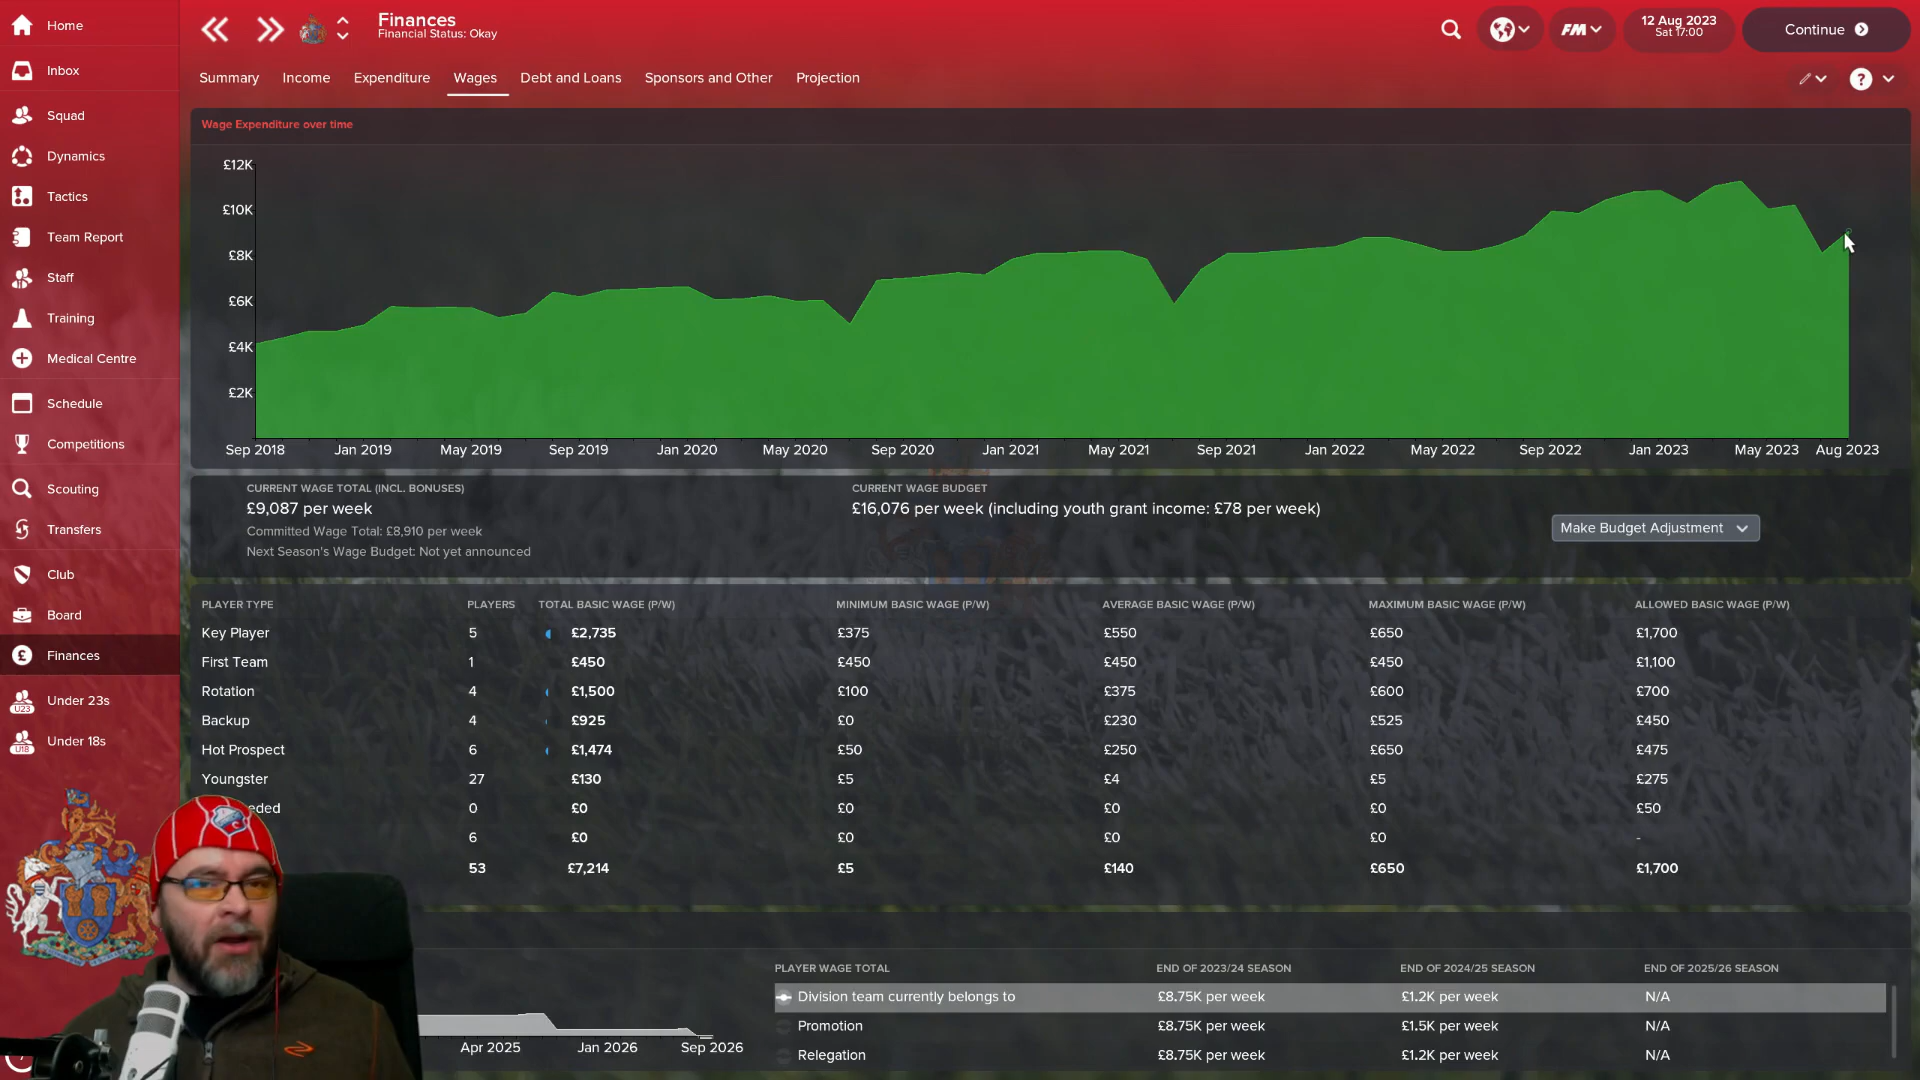 Home
Inbox
Squad
Dynamics
Tactics
Team Report
Staff
Training
Medical Centre
Schedule
Competitions
Scouting
Transfers
Club
Board
Finances
Under 23s
Under 18s
U23
U18
Finances
Financial Status: Okay
FM
12 Aug 2023
Sat 17:00
Continue
Summary Income Expenditure Wages Debt and Loans Sponsors and Other Projection
?
Wage Expenditure over time
£12K
£10K
£8K
£6K
£4K
£2K
Sep 2018 Jan 2019 May 2019 Sep 2019 Jan 2020 May 2020 Sep 2020 Jan 2021 May 2021 Sep 2021 Jan 2022 May 2022 Sep 2022 Jan 2023 May 2023 Aug 2023
CURRENT WAGE TOTAL (INCL. BONUSES)
£9,087 per week
Committed Wage Total: £8,910 per week
Next Season's Wage Budget: Not yet announced
CURRENT WAGE BUDGET
£16,076 per week (including youth grant income: £78 per week)
Make Budget Adjustment
PLAYER TYPE PLAYERS TOTAL BASIC WAGE (P/W) MINIMUM BASIC WAGE (P/W) AVERAGE BASIC WAGE (P/W) MAXIMUM BASIC WAGE (P/W) ALLOWED BASIC WAGE (P/W)
Key Player 5 £2,735 £375 £550 £650 £1,700
First Team 1 £450 £450 £450 £450 £1,100
Rotation 4 £1,500 £100 £375 £600 £700
Backup 4 £925 £0 £230 £525 £450
Hot Prospect 6 £1,474 £50 £250 £650 £475
Youngster 27 £130 £5 £4 £5 £275
eded 0 £0 £0 £0 £0 £50
6 £0 £0 £0 £0 -
53 £7,214 £5 £140 £650 £1,700
Apr 2025 Jan 2026 Sep 2026
PLAYER WAGE TOTAL END OF 2023/24 SEASON END OF 2024/25 SEASON END OF 2025/26 SEASON
Division team currently belongs to £8.75K per week £1.2K per week N/A
Promotion £8.75K per week £1.5K per week N/A
Relegation £8.75K per week £1.2K per week N/A